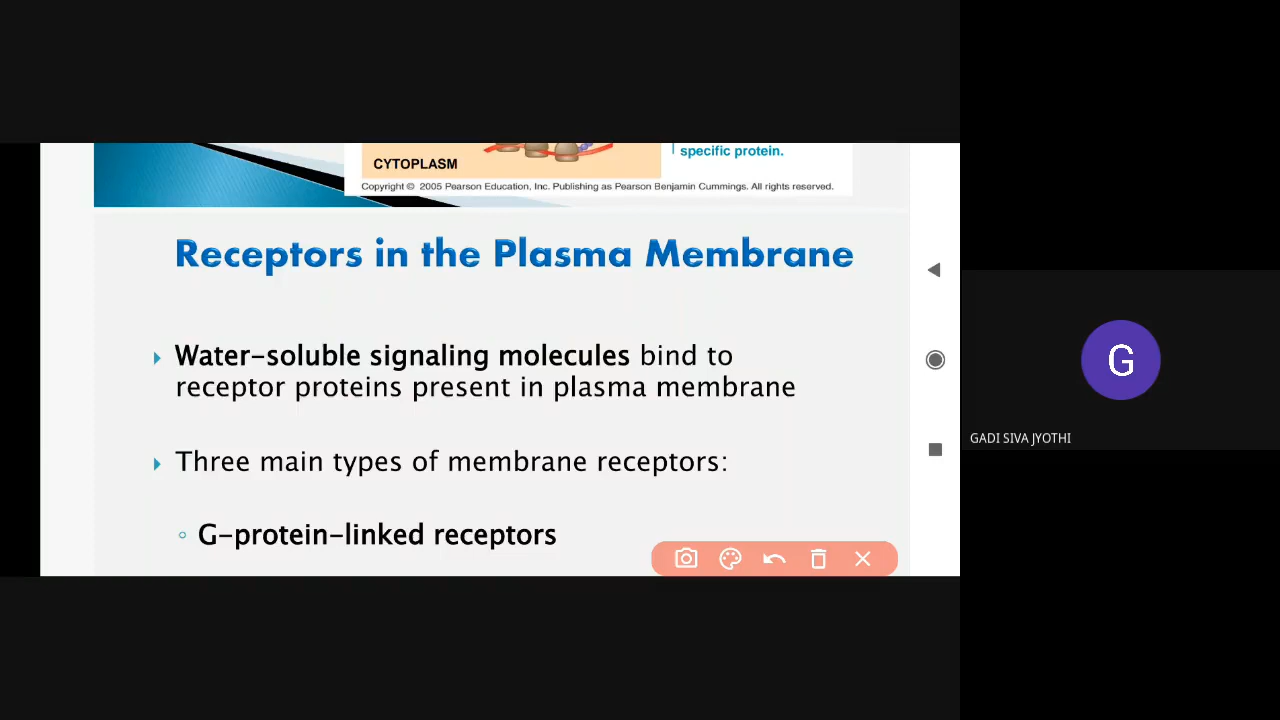 specific protein.
CYTOPLASM
Copyright © 2005 Pearson Education, Inc. Publishing as Pearson Benjamin Cummings. All rights reserved.
Receptors in the Plasma Membrane
Water-soluble signaling molecules bind to
receptor proteins present in plasma membrane
Three main types of membrane receptors:
G-protein-linked receptors
G
GADI SIVA JYOTHI